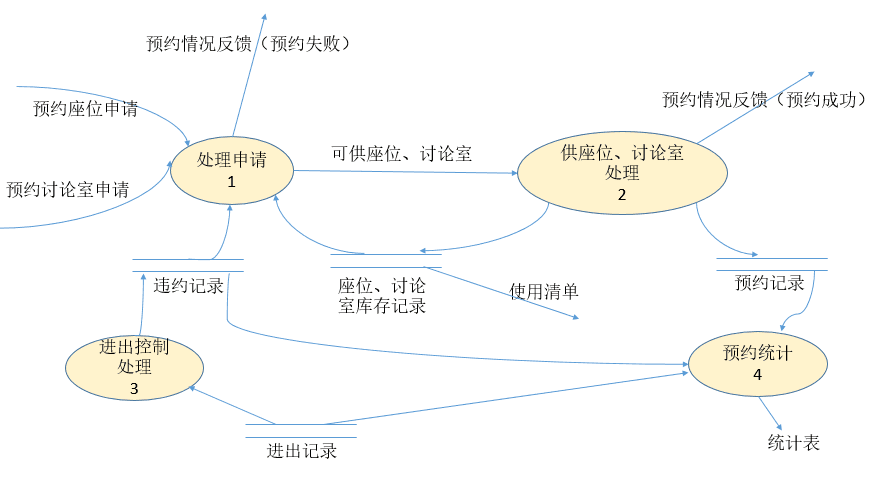 预约情况反馈（预约失败）
预约座位申请
预约情况反馈（预约成功）
处理申请
1
可供座位、讨论室
供座位、讨论室
处理
2
预约讨论室申请
违约记录
座位、讨论
室库存记录
使用清单
预约记录
进出控制
处理
3
预约统计
4
进出记录
统计表